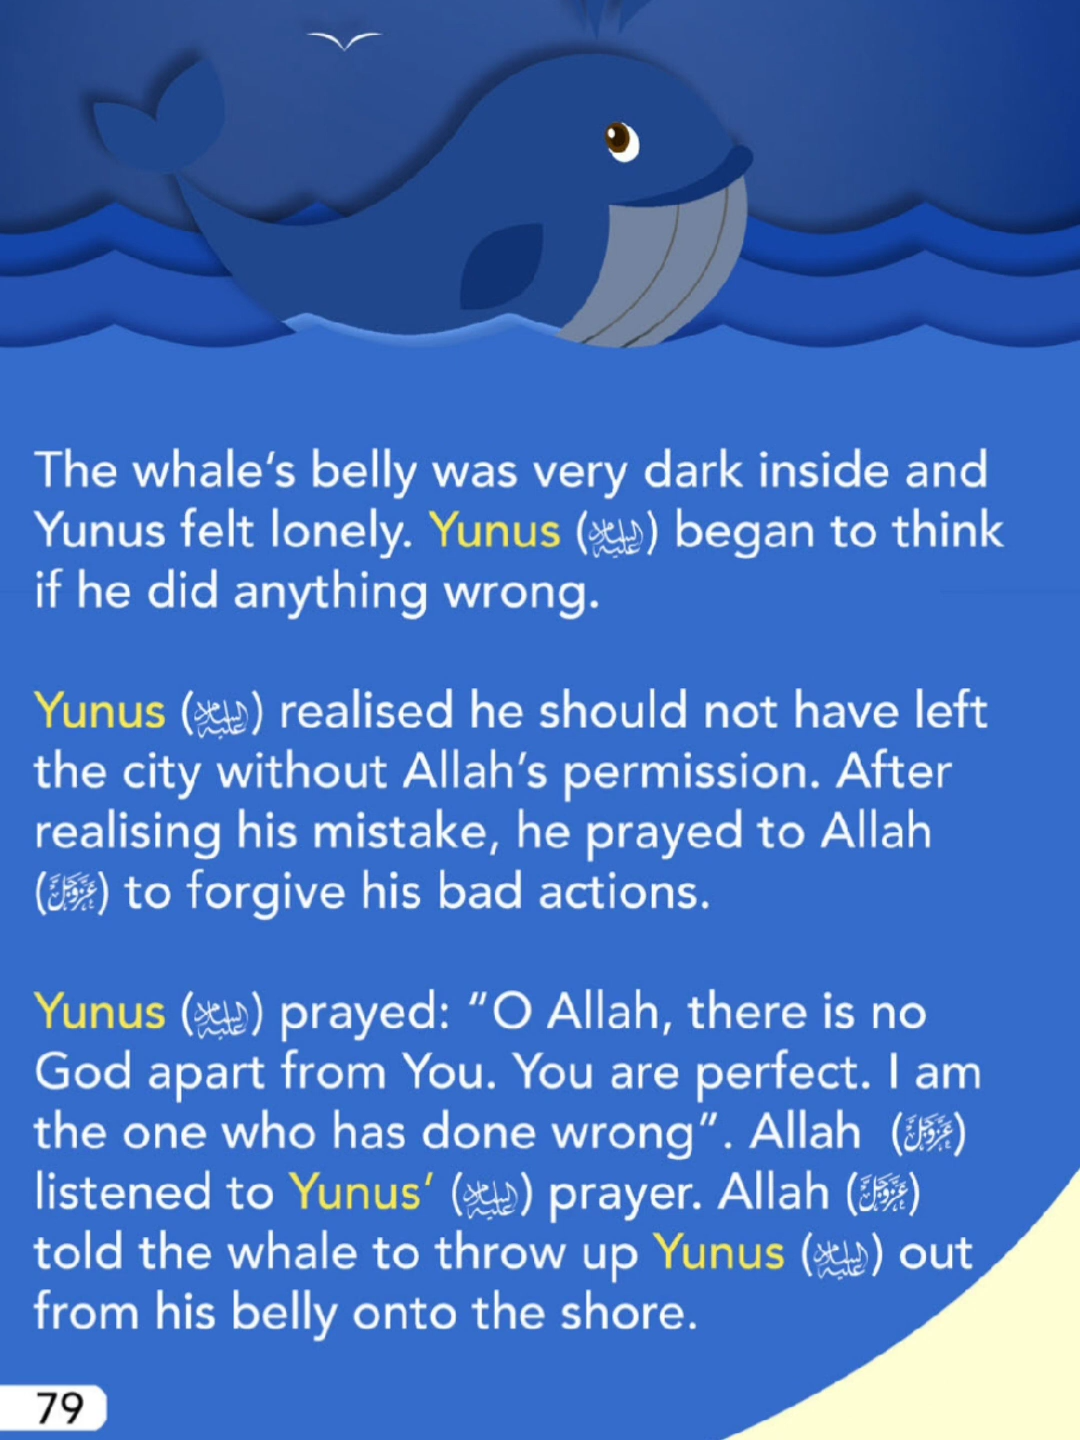 The whale's belly was very dark inside and
Yunus felt lonely. Yunus (عليه السلام) began to think
if he did anything wrong.
Yunus (عليه السلام) realised he should not have left
the city without Allah's permission. After
realising his mistake, he prayed to Allah
(عَزَّوَجَلَّ) to forgive his bad actions.
Yunus (عليه السلام) prayed: “O Allah, there is no
God apart from You. You are perfect. I am
the one who has done wrong”. Allah (عَزَّوَجَلَّ)
listened to Yunus’ (عليه السلام) prayer. Allah (عَزَّوَجَلَّ)
told the whale to throw up Yunus (عليه السلام) out
from his belly onto the shore.
79